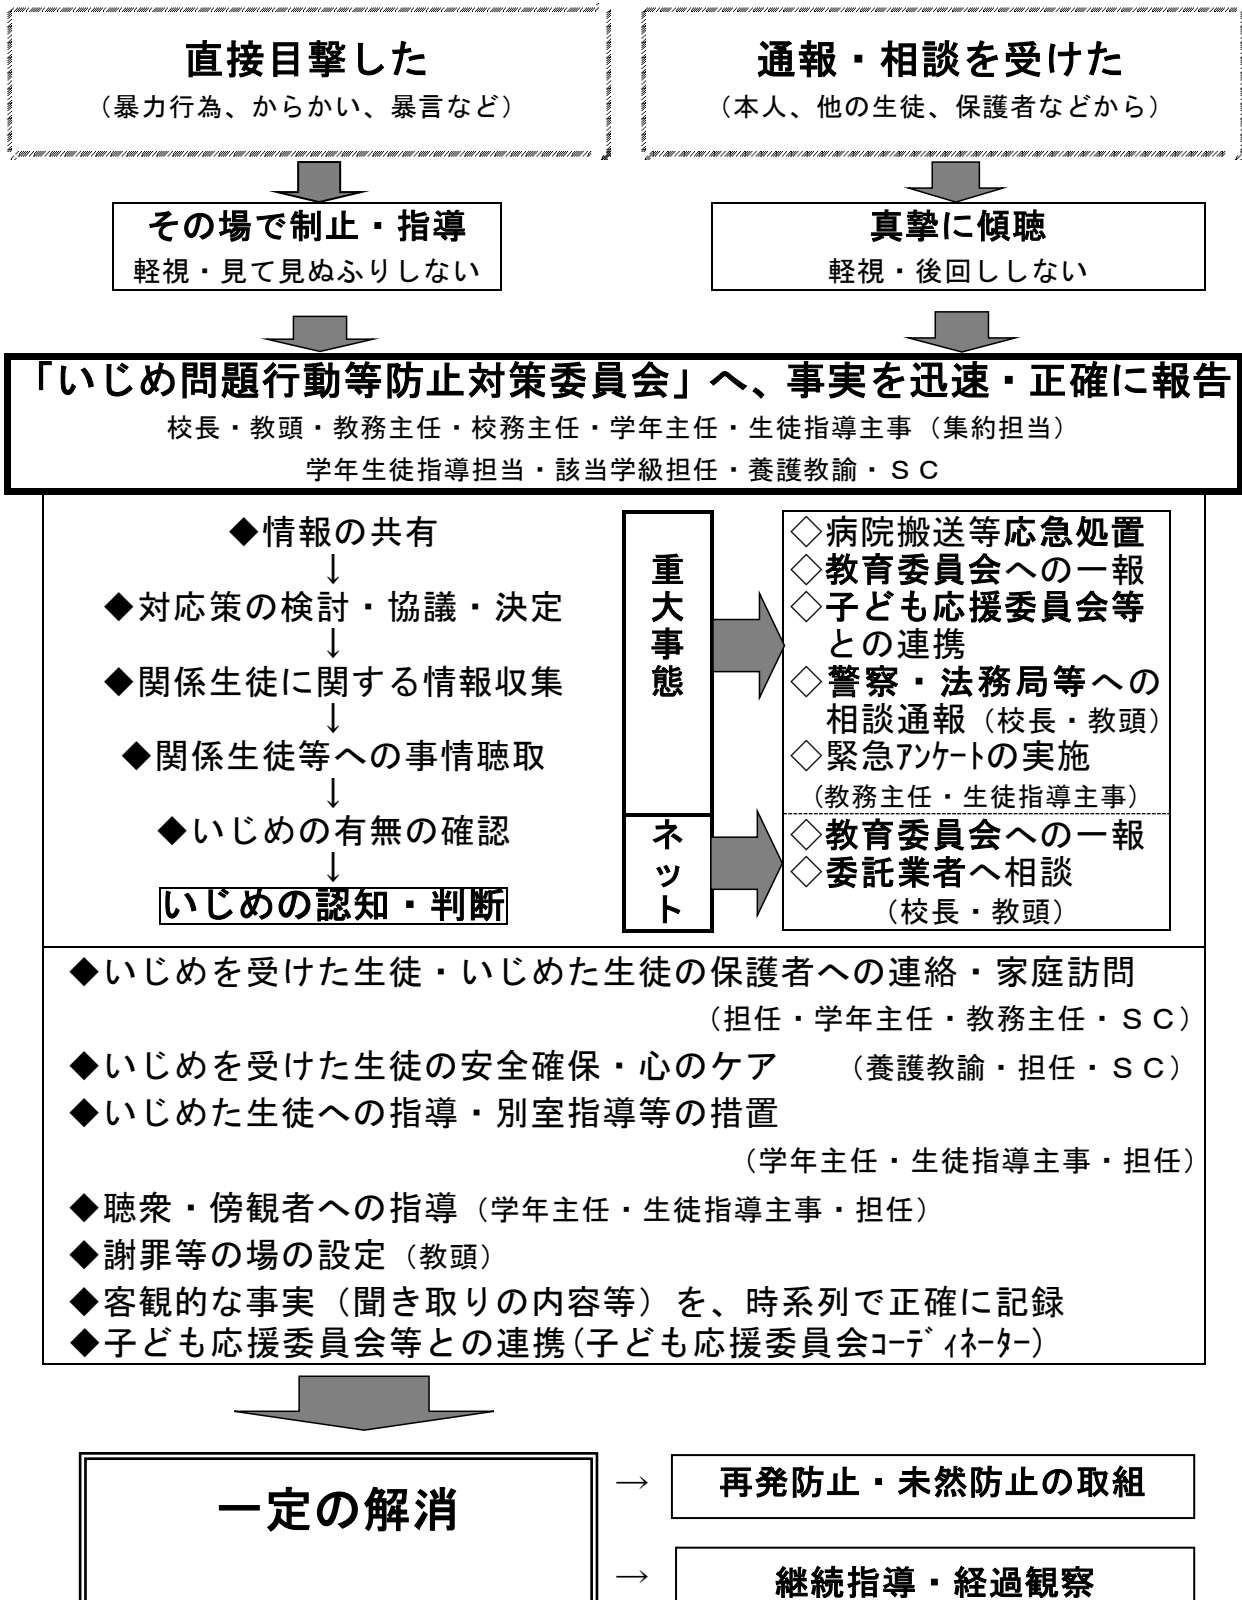 直接目撃した
（暴力行為、からかい、暴言など）
通報・相談を受けた
（本人、他の生徒、保護者などから）
その場で制止・指導
軽視・見て見ぬふりしない
真摯に傾聴
軽視・後回ししない
「いじめ問題行動等防止対策委員会」へ、事実を迅速・正確に報告
校長・教頭・教務主任・校務主任・学年主任・生徒指導主事（集約担当）
学年生徒指導担当・該当学級担任・養護教諭・ＳＣ
◆情報の共有
↓
◆対応策の検討・協議・決定
↓
◆関係生徒に関する情報収集
↓
◆関係生徒等への事情聴取
↓
◆いじめの有無の確認
↓
いじめの認知・判断
重大事態
◇病院搬送等応急処置
◇教育委員会への一報
◇子ども応援委員会等
との連携
◇警察・法務局等への
相談通報（校長・教頭）
◇緊急ｱﾝｹｰﾄの実施
（教務主任・生徒指導主事）
ネット
◇教育委員会への一報
◇委託業者へ相談
（校長・教頭）
◆いじめを受けた生徒・いじめた生徒の保護者への連絡・家庭訪問
（担任・学年主任・教務主任・ＳＣ）
◆いじめを受けた生徒の安全確保・心のケア　（養護教諭・担任・ＳＣ）
◆いじめた生徒への指導・別室指導等の措置
（学年主任・生徒指導主事・担任）
◆聴衆・傍観者への指導（学年主任・生徒指導主事・担任）
◆謝罪等の場の設定（教頭）
◆客観的な事実（聞き取りの内容等）を、時系列で正確に記録
◆子ども応援委員会等との連携(子ども応援委員会ｺｰﾃﾞｨﾈｰﾀｰ)
一定の解消
→ 再発防止・未然防止の取組
→ 継続指導・経過観察